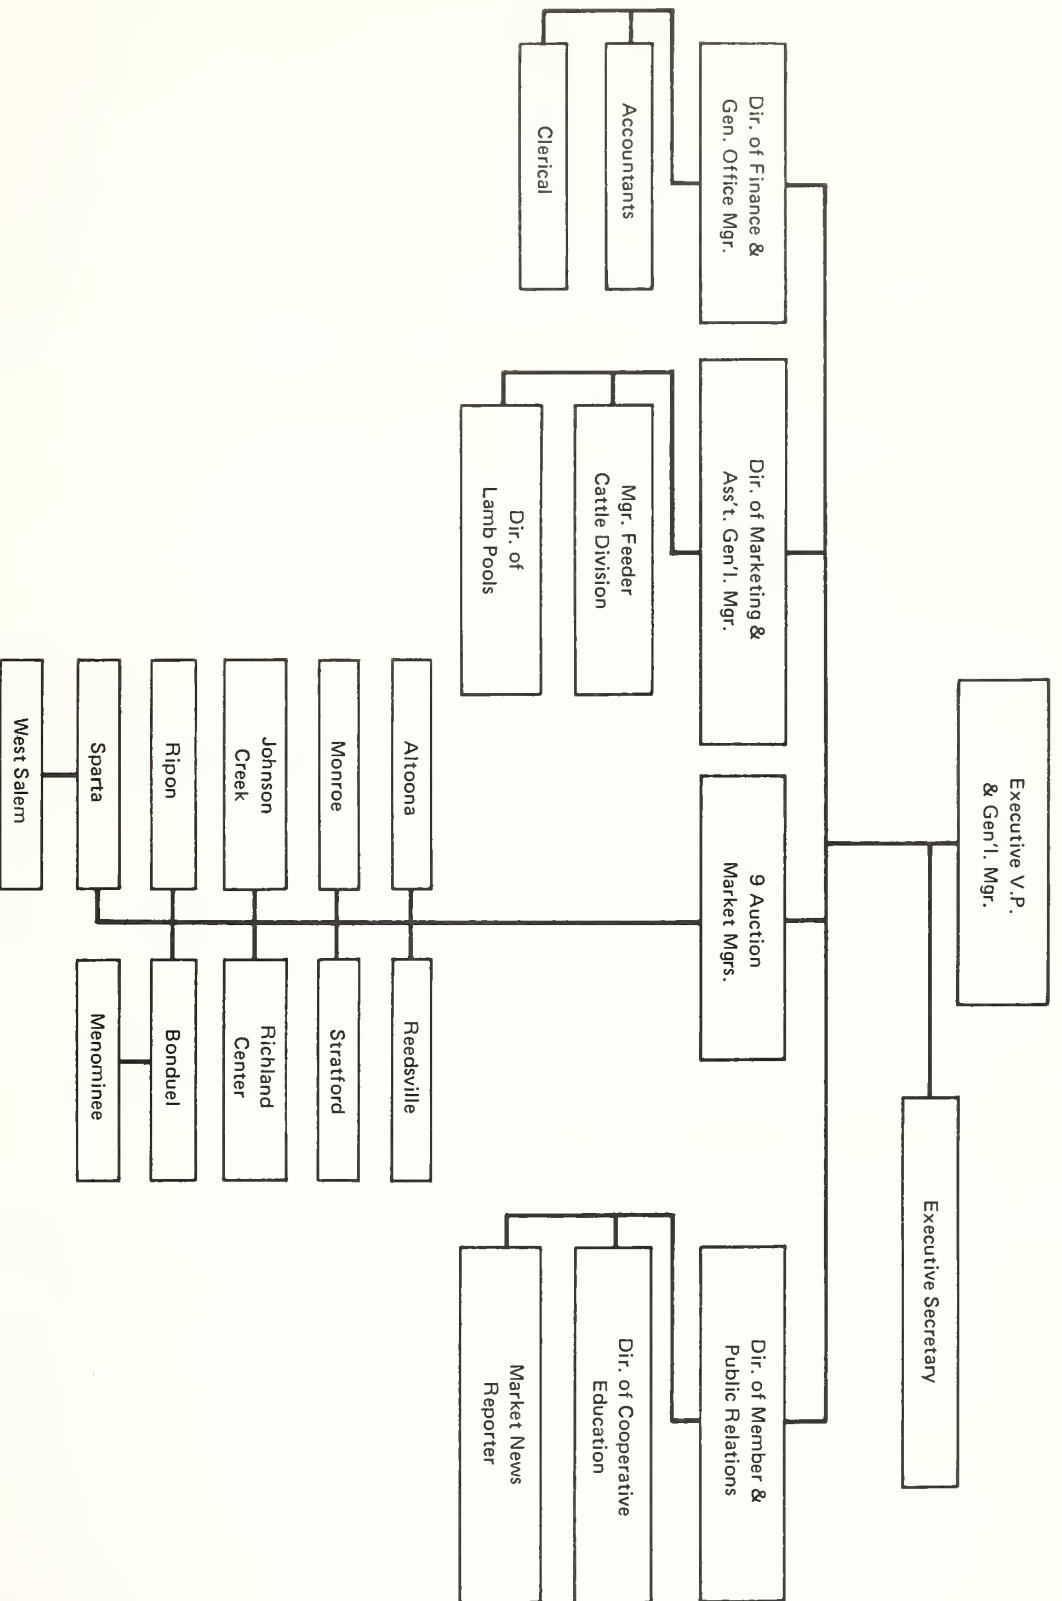 Executive V.P.
& Gen'l. Mgr.
Executive Secretary
Dir. of Finance &
Gen. Office Mgr.
Accountants
Clerical
Dir. of Marketing &
Ass't. Gen'l. Mgr.
Mgr. Feeder
Cattle Division
Dir. of
Lamb Pools
9 Auction
Market Mgrs.
Altoona
Reedsville
Monroe
Stratford
Johnson
Creek
Richland
Center
Ripon
Bonduel
Sparta
Menominee
West Salem
Dir. of Member &
Public Relations
Dir. of Cooperative
Education
Market News
Reporter